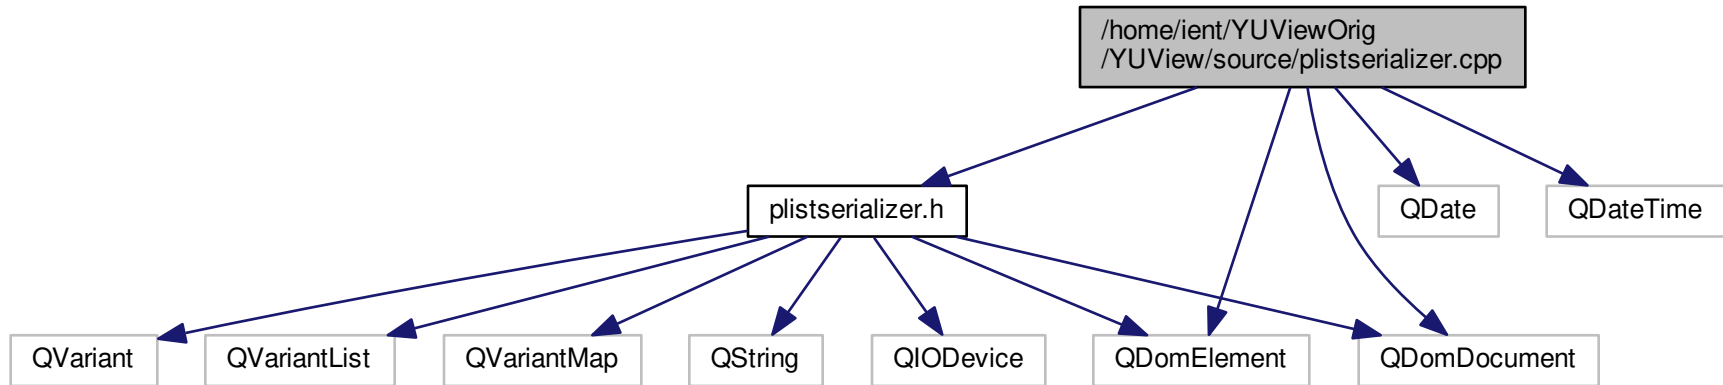 /home/ient/YUViewOrig
/YUView/source/plistserializer.cpp
plistserializer.h
QDate
QDateTime
QVariant
QVariantList
QVariantMap
QString
QIODevice
QDomElement
QDomDocument